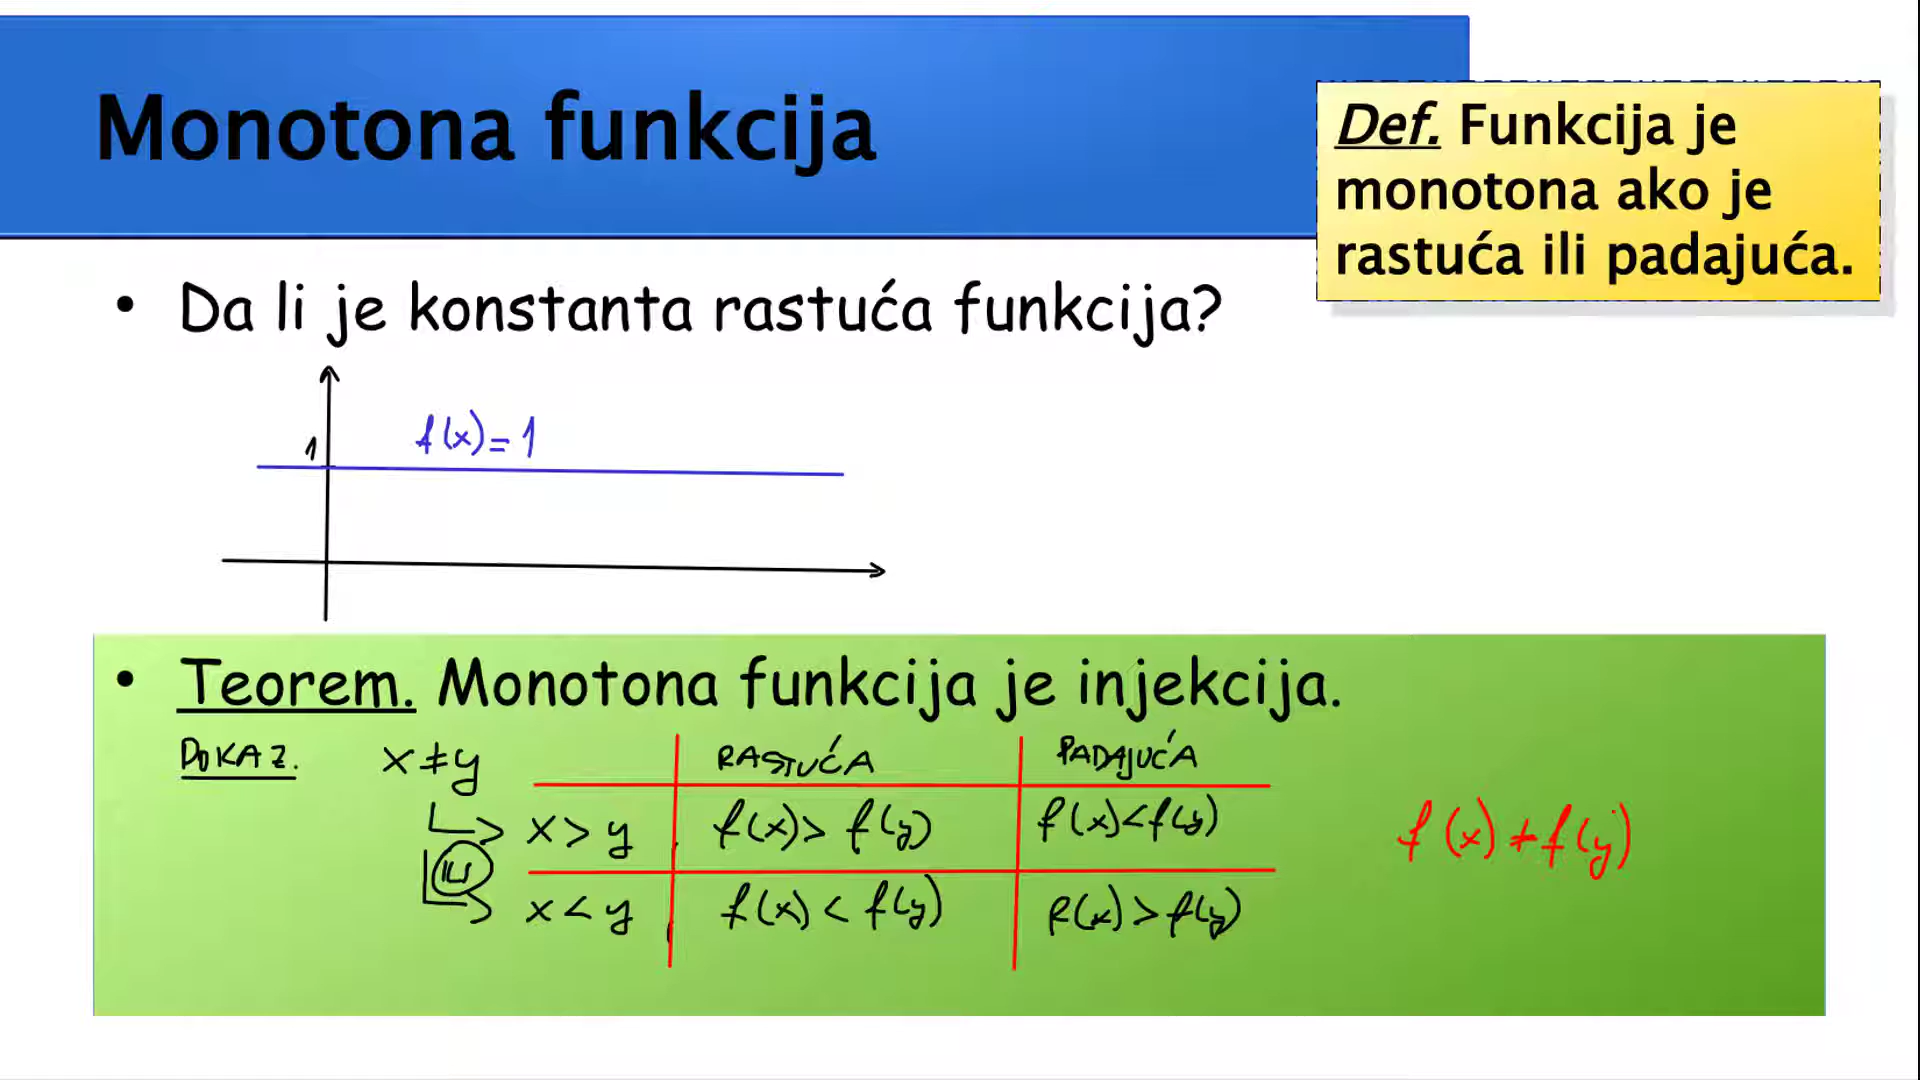 Monotona funkcija
Def. Funkcija je
monotona ako je
rastuća ili padajuća.
• Da li je konstanta rastuća funkcija?
1
f(x)=1
• Teorem. Monotona funkcija je injekcija.
DOKAZ.
x≠y
RASTUĆA
PADAJUĆA
x>y
f(x)>f(y)
f(x)<f(y)
ILI
x<y
f(x)<f(y)
f(x)>f(y)
f(x)≠f(y)